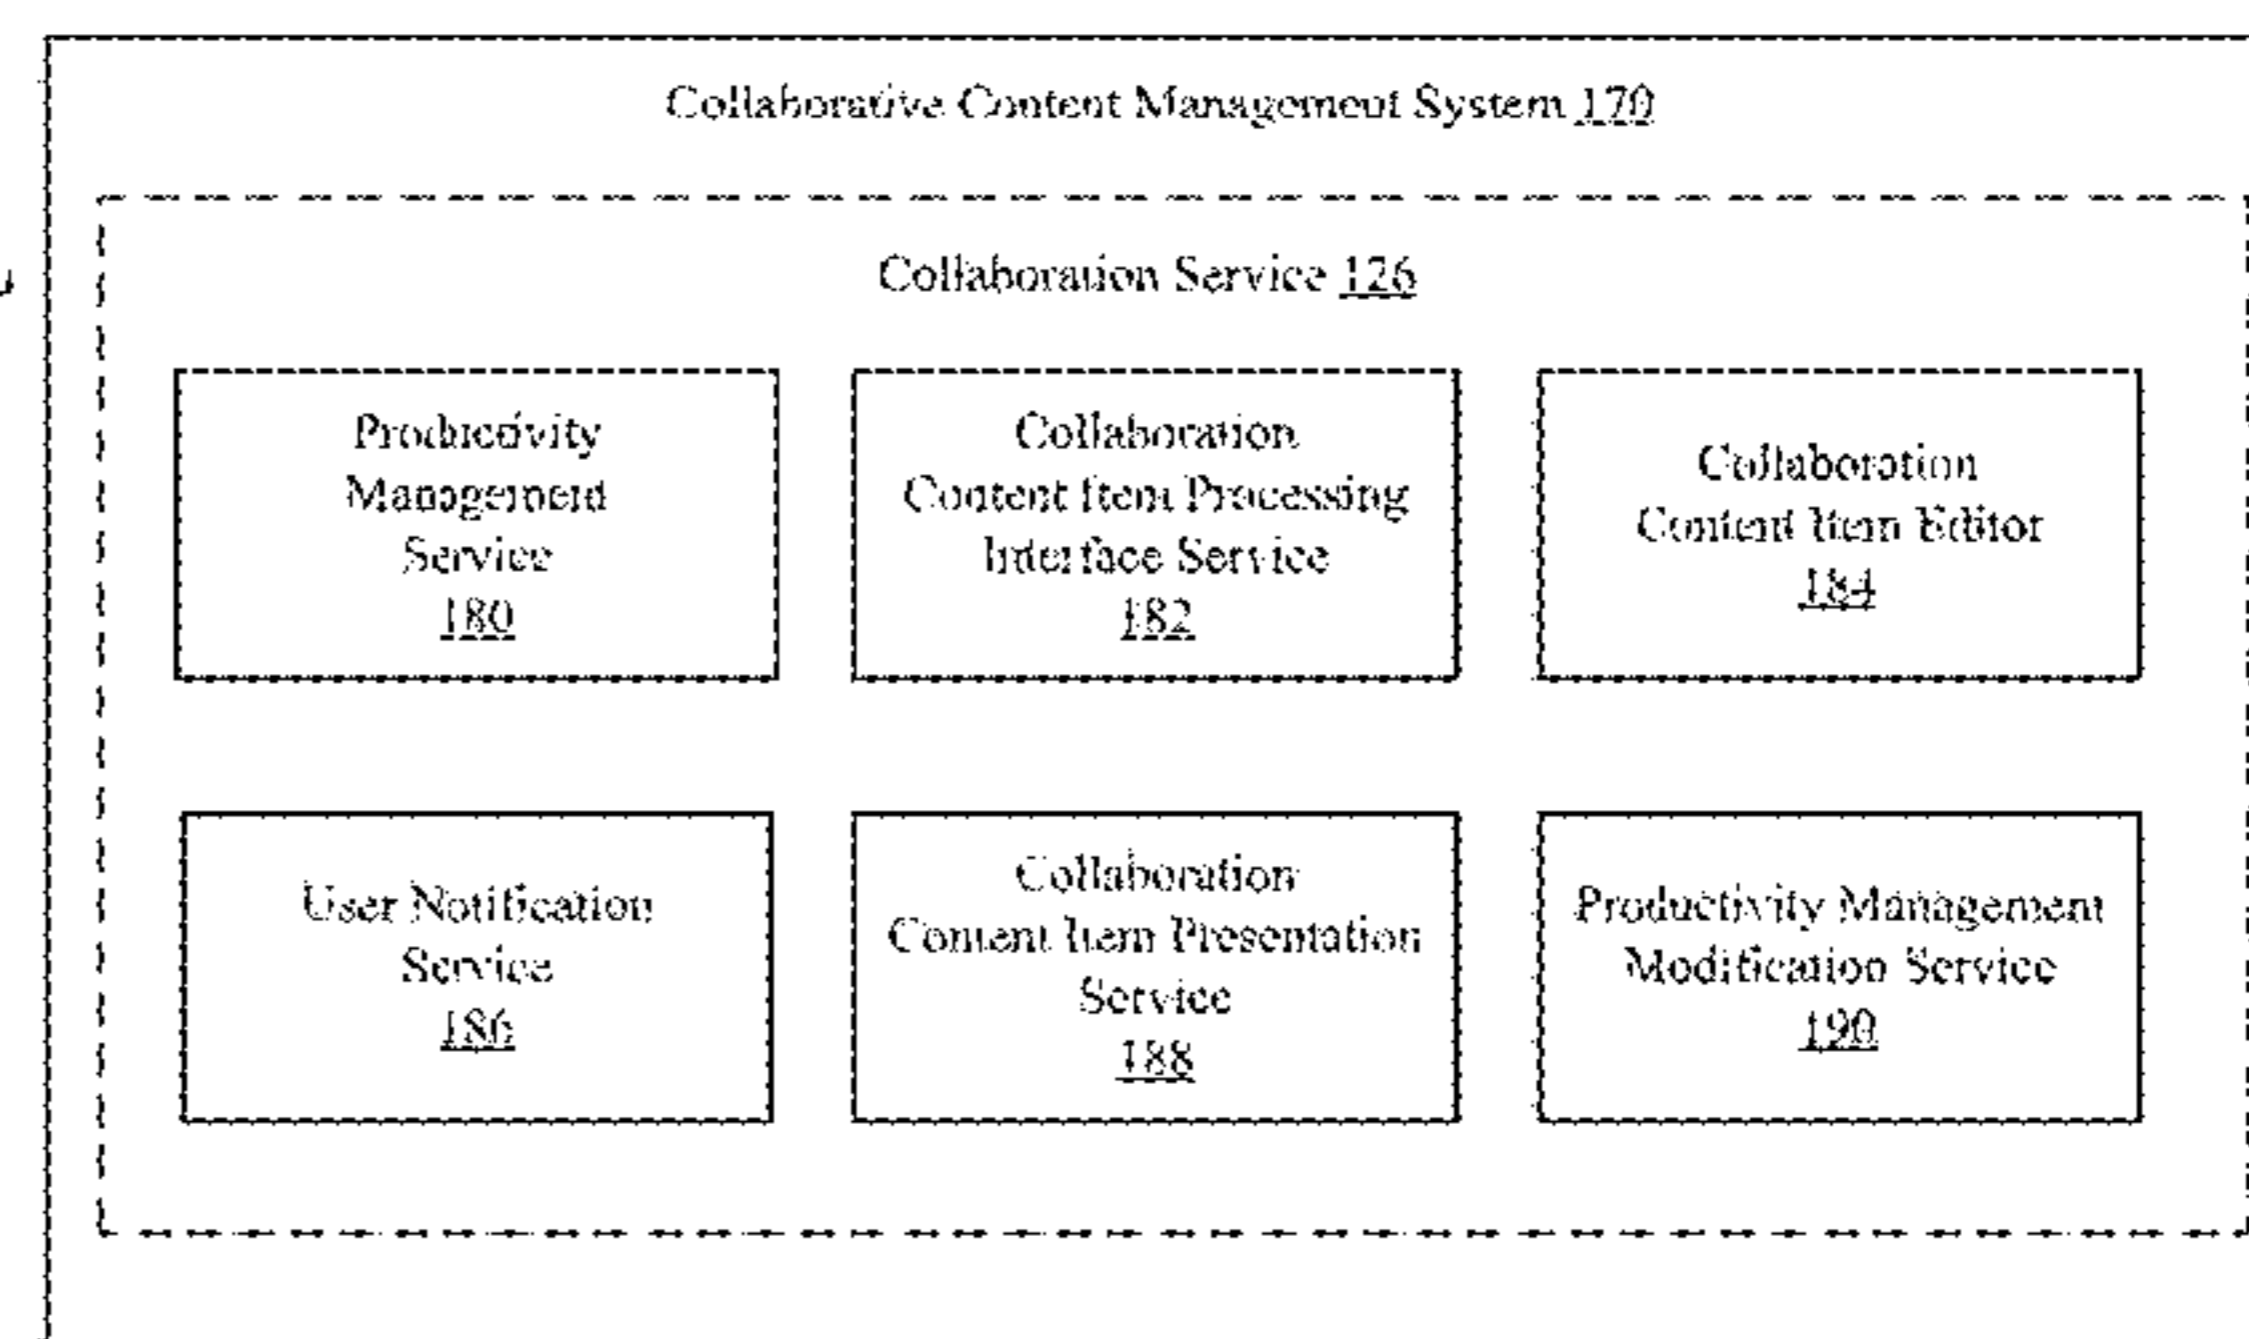 Collaborative Content Management System 170
Collaboration Service 126
Productivity
Management
Service
180
Collaboration
Content Item Processing
Interface Service
182
Collaboration
Content Item Editor
184
User Notification
Service
186
Collaboration
Content Item Presentation
Service
188
Productivity Management
Modification Service
190